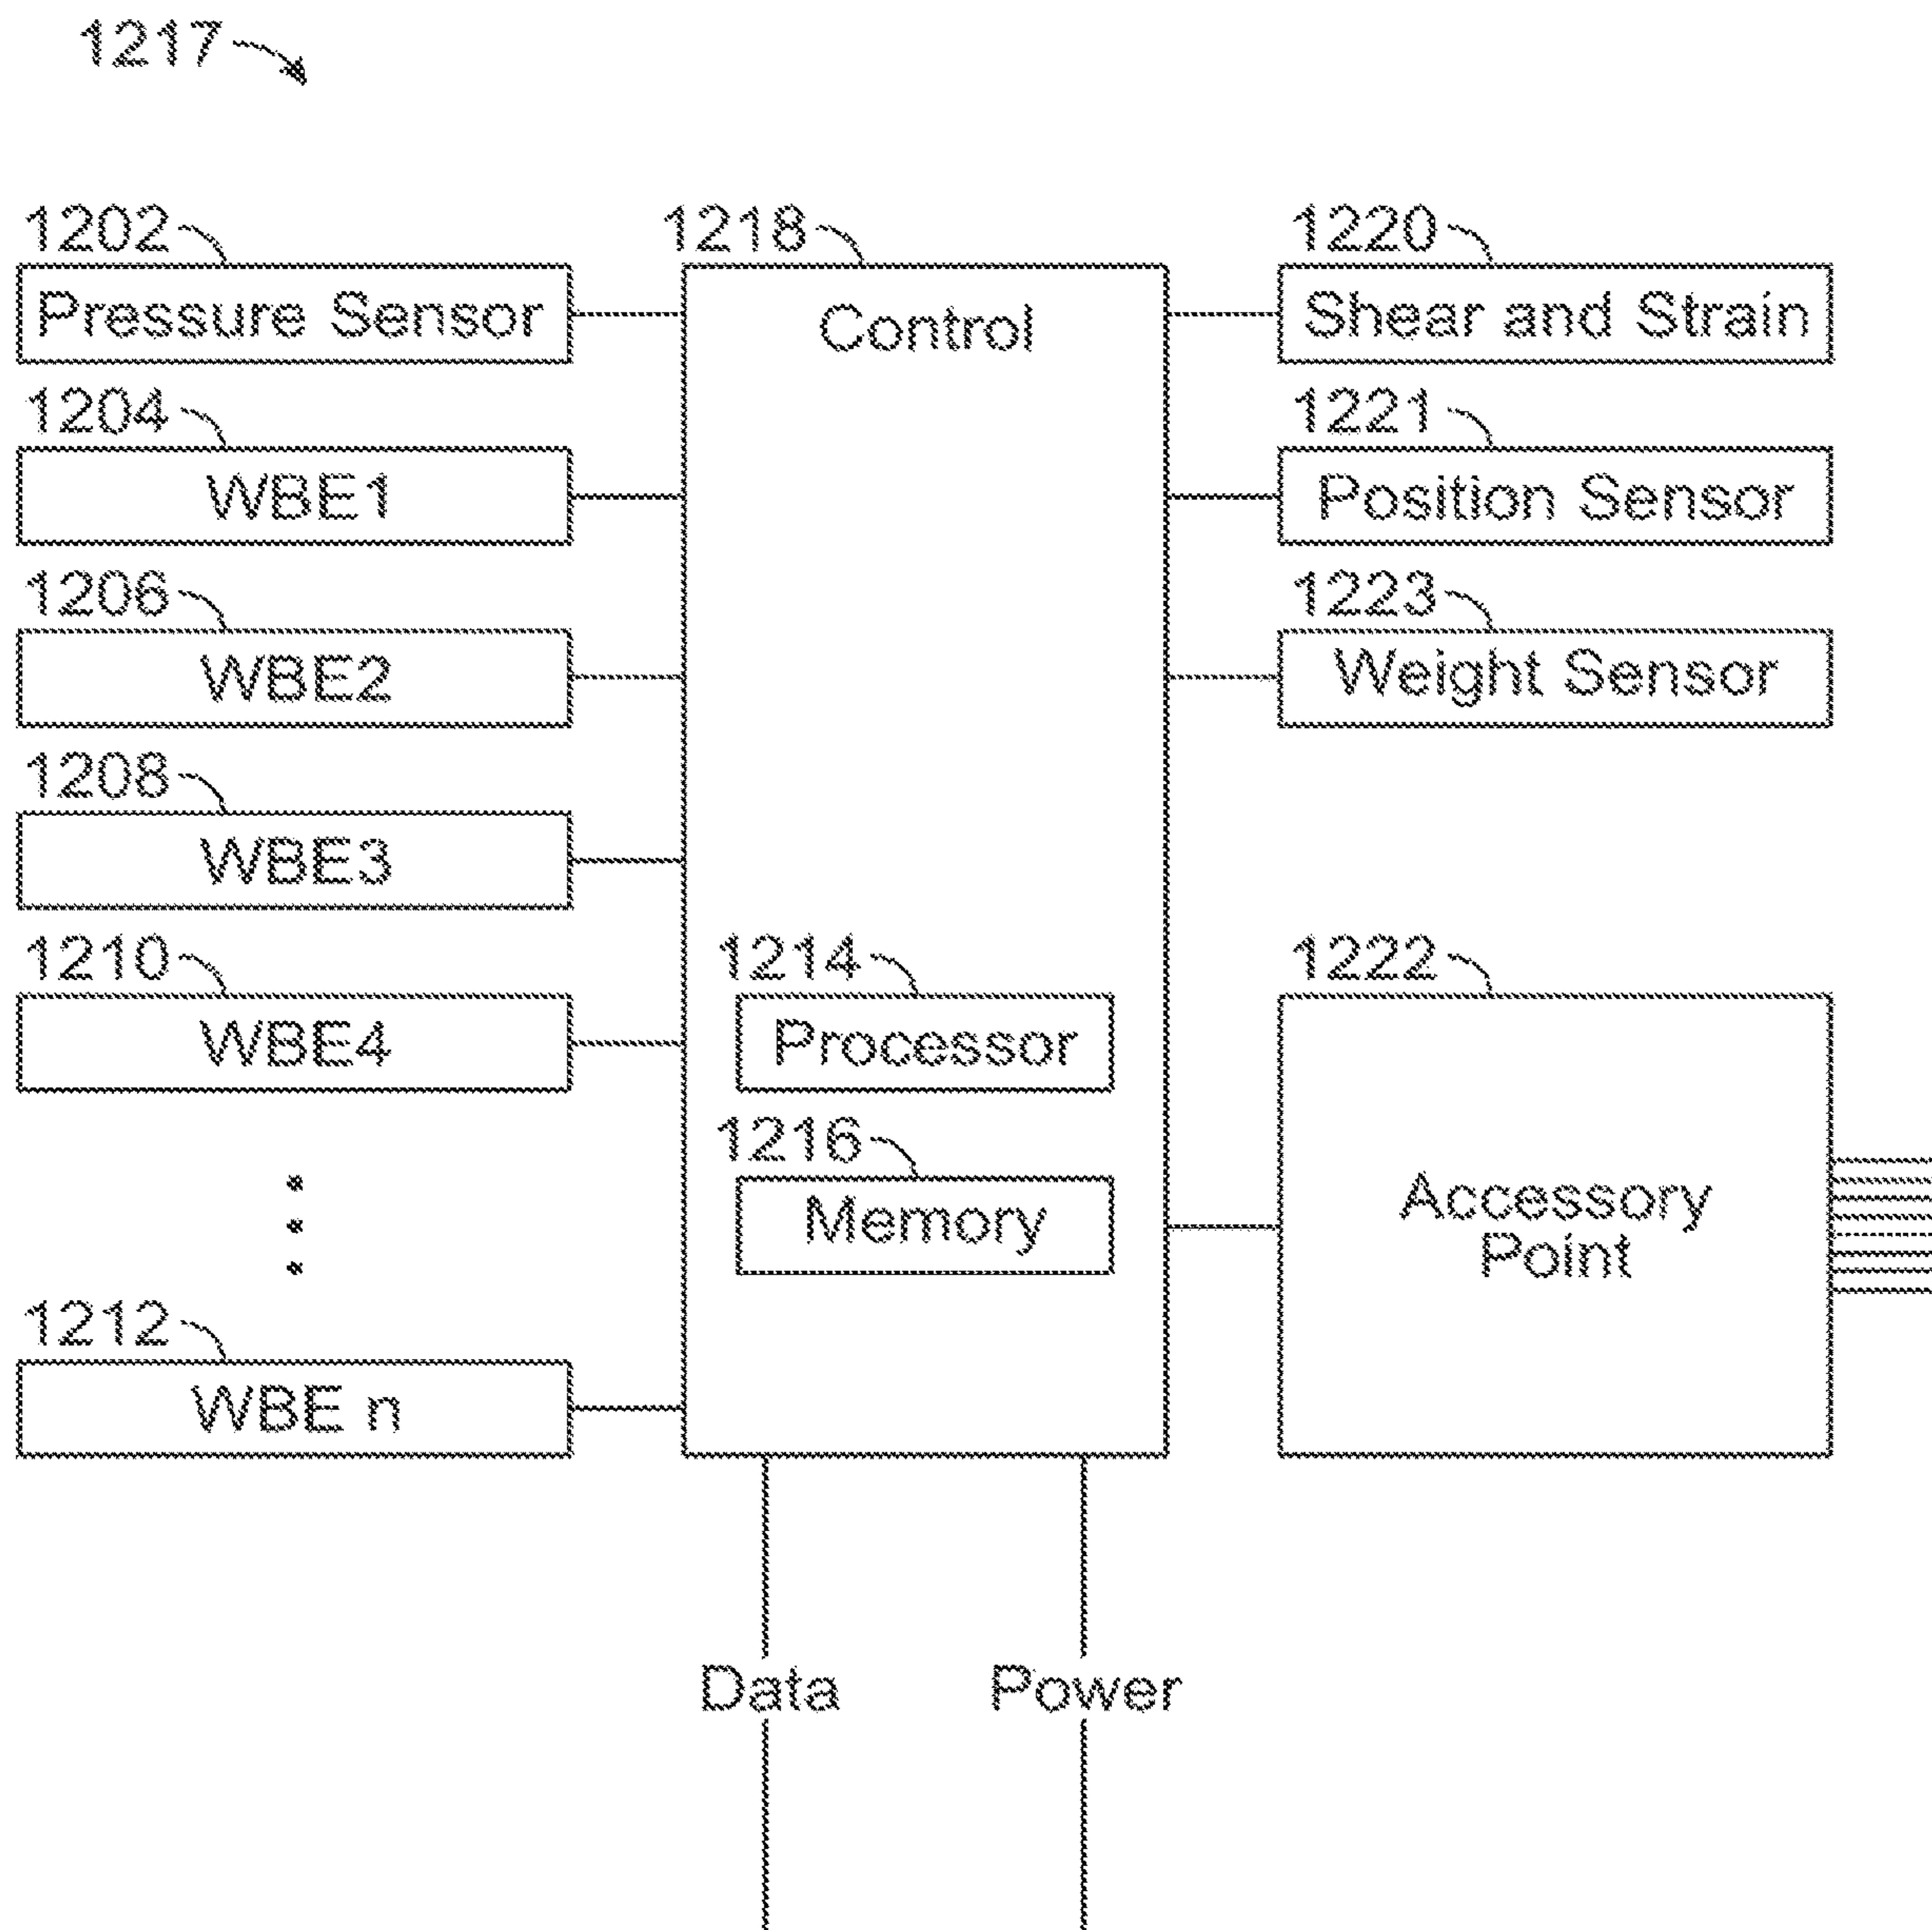 1217
1202
Pressure Sensor
1204
WBE1
1206
WBE2
1208
WBE3
1210
WBE4
1212
WBE n
1218
Control
1214
Processor
1216
Memory
1220
Shear and Strain
1221
Position Sensor
1223
Weight Sensor
1222
Accessory
Point
Data
Power